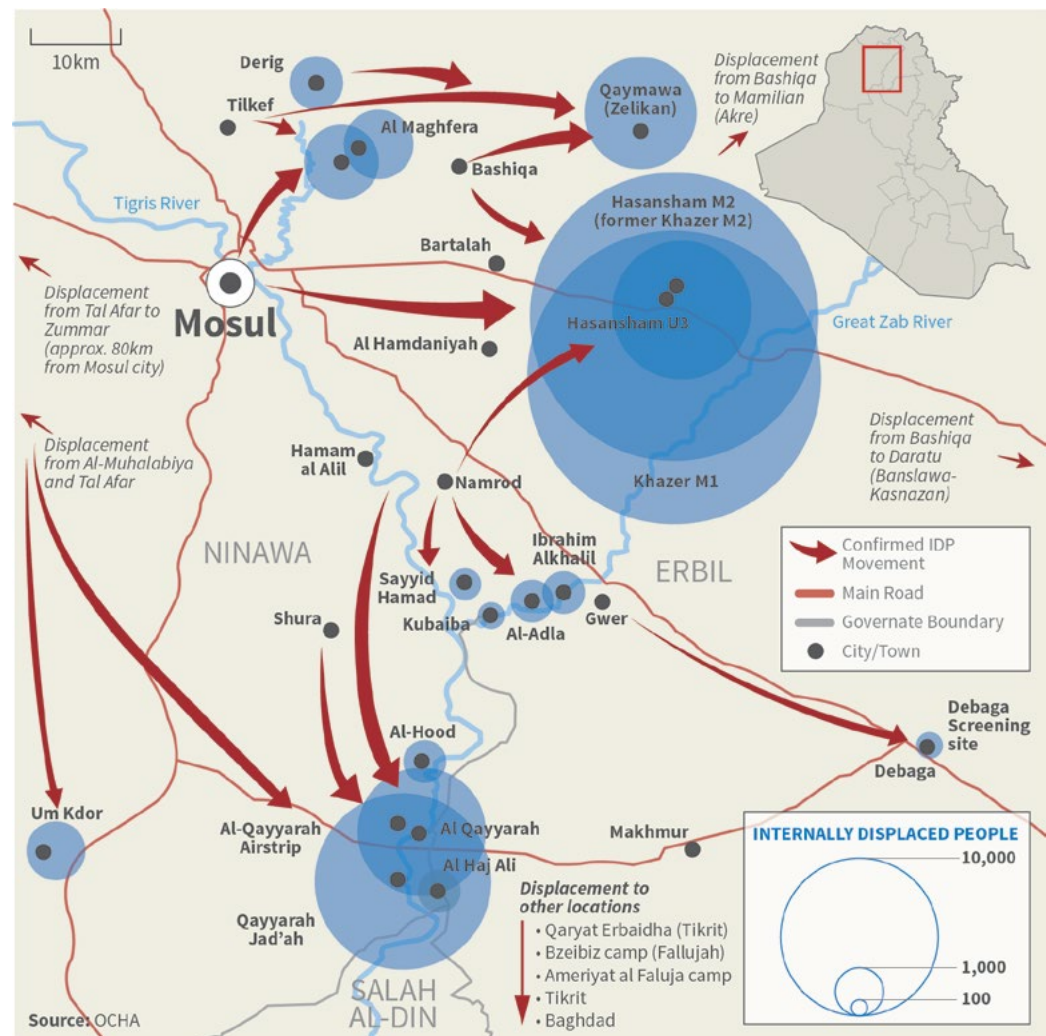 10km
Derig
Tilkef
Al Maghfera
Qaymawa
(Zelikan)
Displacement
from Bashiqa
to Mamilian
(Akre)
Bashiqa
Tigris River
Hasansham M2
(former Khazer M2)
Bartalah
Mosul
Displacement
from Tal Afar to
Zummar
(approx. 80km
from Mosul city)
Hasansham U3
Great Zab River
Al Hamdaniyah
Displacement
from Al-Muhalabiya
and Tal Afar
Displacement
from Bashiqa
to Daratu
(Banslawa-
Kasnazan)
Hamam
al Alil
Namrod
Khazer M1
NINAWA
Ibrahim
Alkhalil
ERBIL
Sayyid
Hamad
Kubaiba
Al-Adla
Gwer
Shura
Confirmed IDP
Movement
Main Road
Governate Boundary
City/Town
Al-Hood
Debaga
Screening
site
Debaga
Um Kdor
Al-Qayyarah
Airstrip
Al Qayyarah
Makhmur
Al Haj Ali
Qayyarah
Jad'ah
Displacement to
other locations
• Qaryat Erbaidha (Tikrit)
• Bzeibiz camp (Fallujah)
• Ameriyat al Faluja camp
• Tikrit
• Baghdad
INTERNALLY DISPLACED PEOPLE
10,000
1,000
100
SALAH
AL-DIN
Source: OCHA